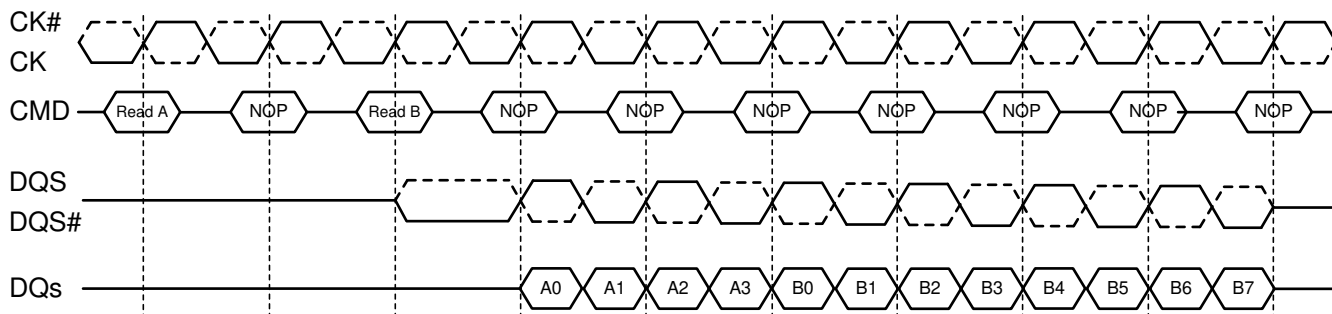 CK#
CK
CMD Read A NOP Read B NOP NOP NOP NOP NOP NOP NOP
DQS
DQS#
DQs A0 A1 A2 A3 B0 B1 B2 B3 B4 B5 B6 B7